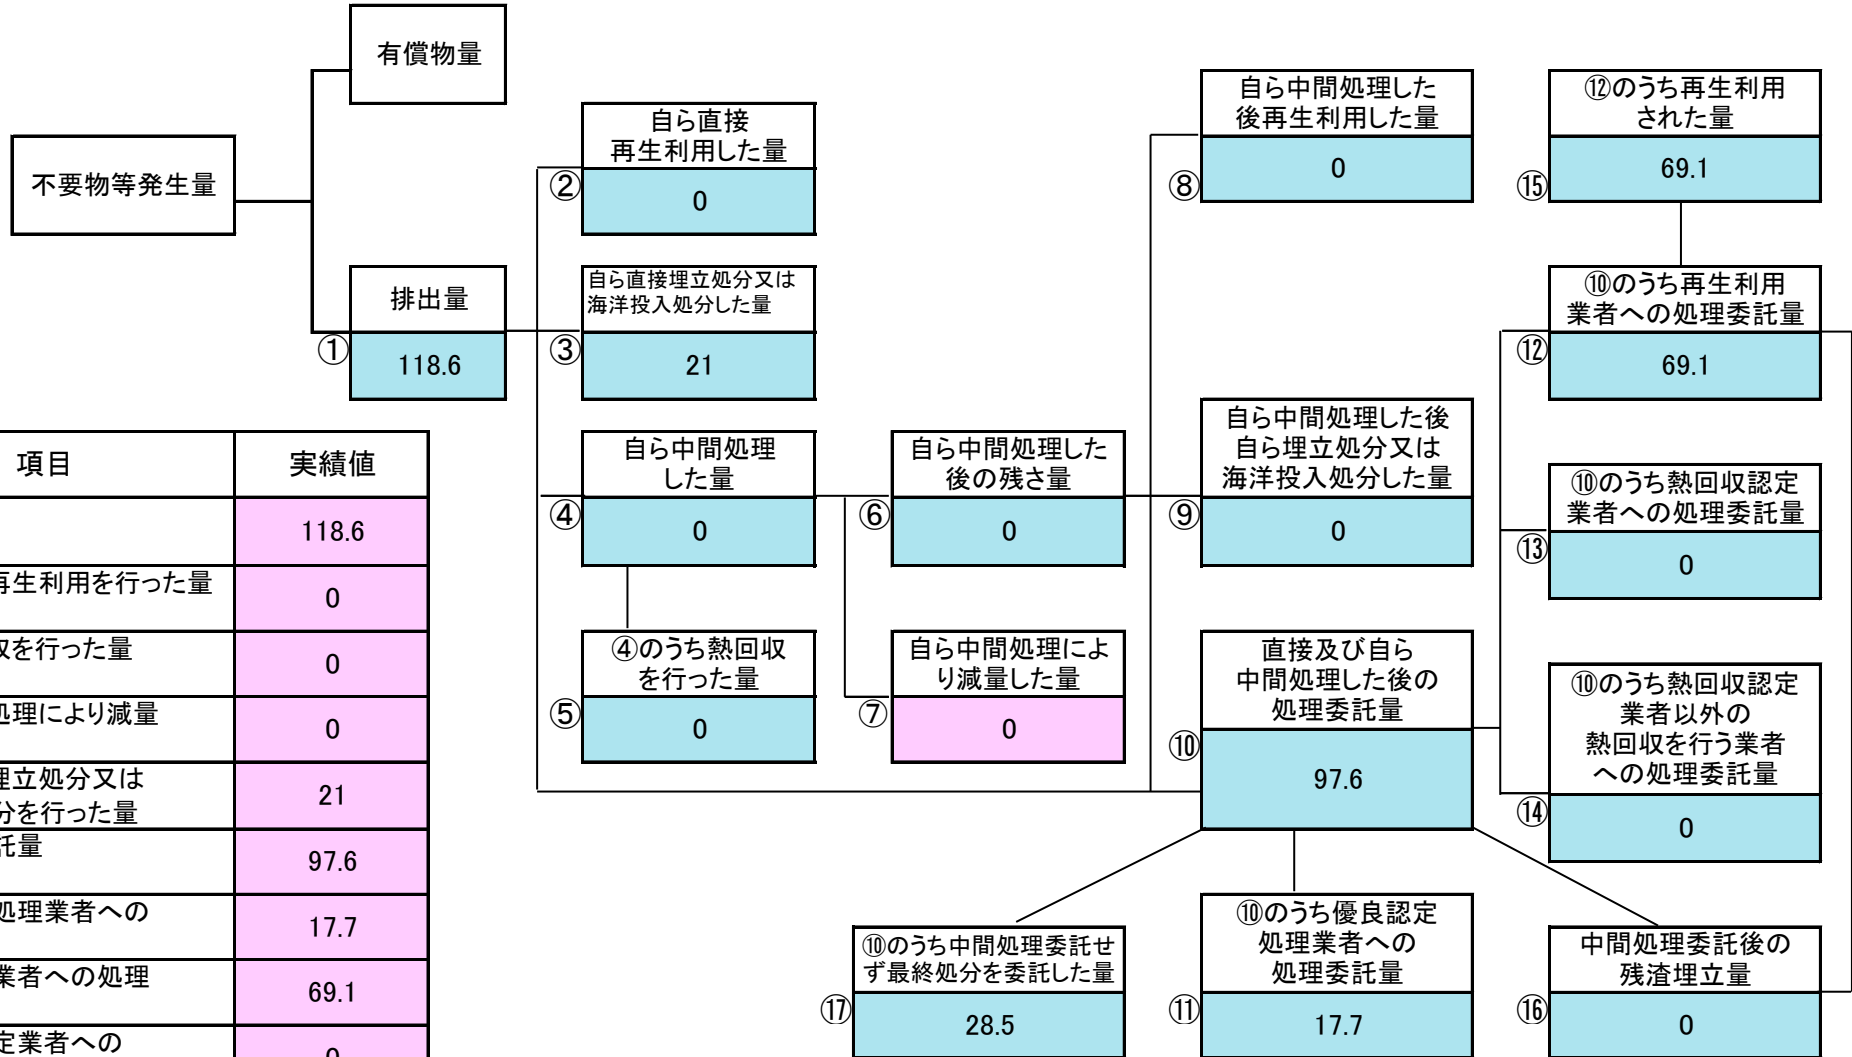 有償物量
不要物等発生量
排出量
①
118.6
自ら直接
再生利用した量
②
0
自ら直接埋立処分又は
海洋投入処分した量
③
21
自ら中間処理
した量
④
0
④のうち熱回収
を行った量
⑤
0
自ら中間処理した
後の残さ量
⑥
0
自ら中間処理によ
り減量した量
⑦
0
自ら中間処理した
後再生利用した量
⑧
0
自ら中間処理した後
自ら埋立処分又は
海洋投入処分した量
⑨
0
直接及び自ら
中間処理した後の
処理委託量
⑩
97.6
⑫のうち再生利用
された量
⑮
69.1
⑩のうち再生利用
業者への処理委託量
⑫
69.1
⑩のうち熱回収認定
業者への処理委託量
⑬
0
⑩のうち熱回収認定
業者以外の
熱回収を行う業者
への処理委託量
⑭
0
⑩のうち中間処理委託せ
ず最終処分を委託した量
⑰
28.5
⑩のうち優良認定
処理業者への
処理委託量
⑪
17.7
中間処理委託後の
残渣埋立量
⑯
0
項目 実績値
118.6
再生利用を行った量 0
を行った量 0
処理により減量 0
埋立処分又は
分を行った量 21
託量 97.6
処理業者への 17.7
業者への処理 69.1
定業者への 0